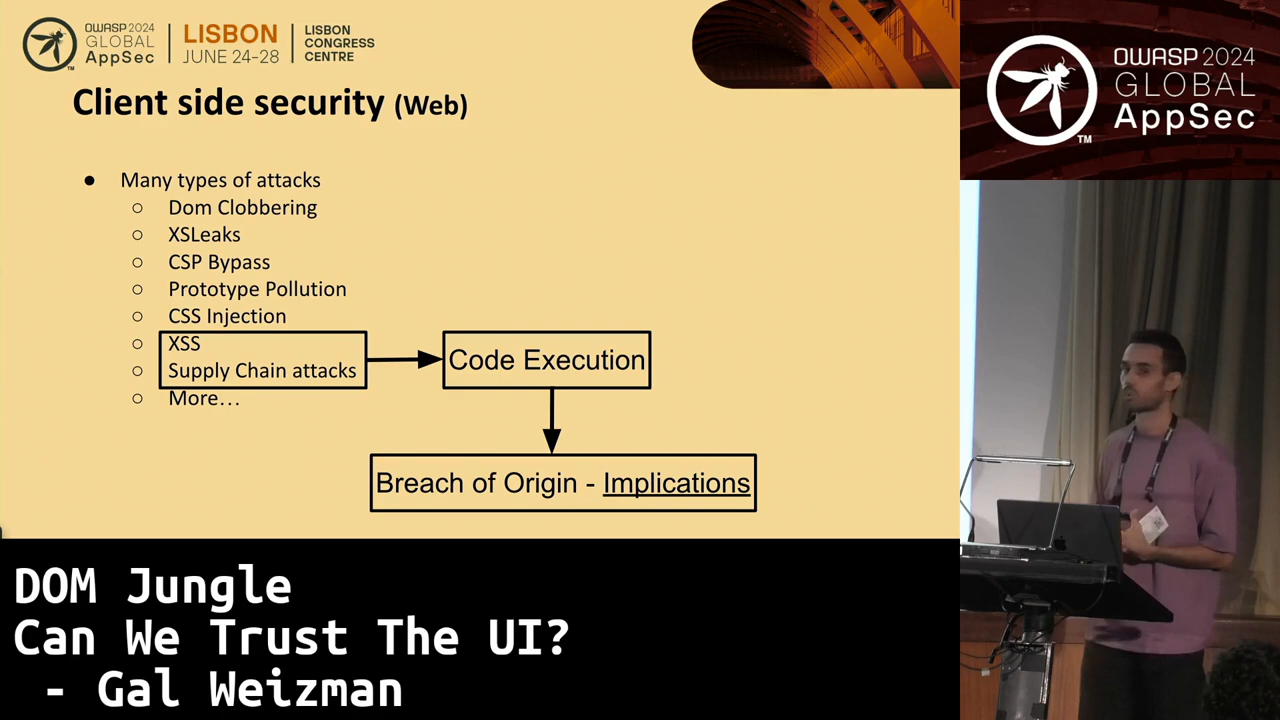 OWASP 2024
GLOBAL
AppSec
TM
LISBON
JUNE 24-28
LISBON
CONGRESS
CENTRE
Client side security (Web)
● Many types of attacks
○ Dom Clobbering
○ XSLeaks
○ CSP Bypass
○ Prototype Pollution
○ CSS Injection
○ XSS
○ Supply Chain attacks
○ More...
Code Execution
Breach of Origin - Implications
OWASP 2024
GLOBAL
AppSec
TM
DOM Jungle
Can We Trust The UI?
- Gal Weizman